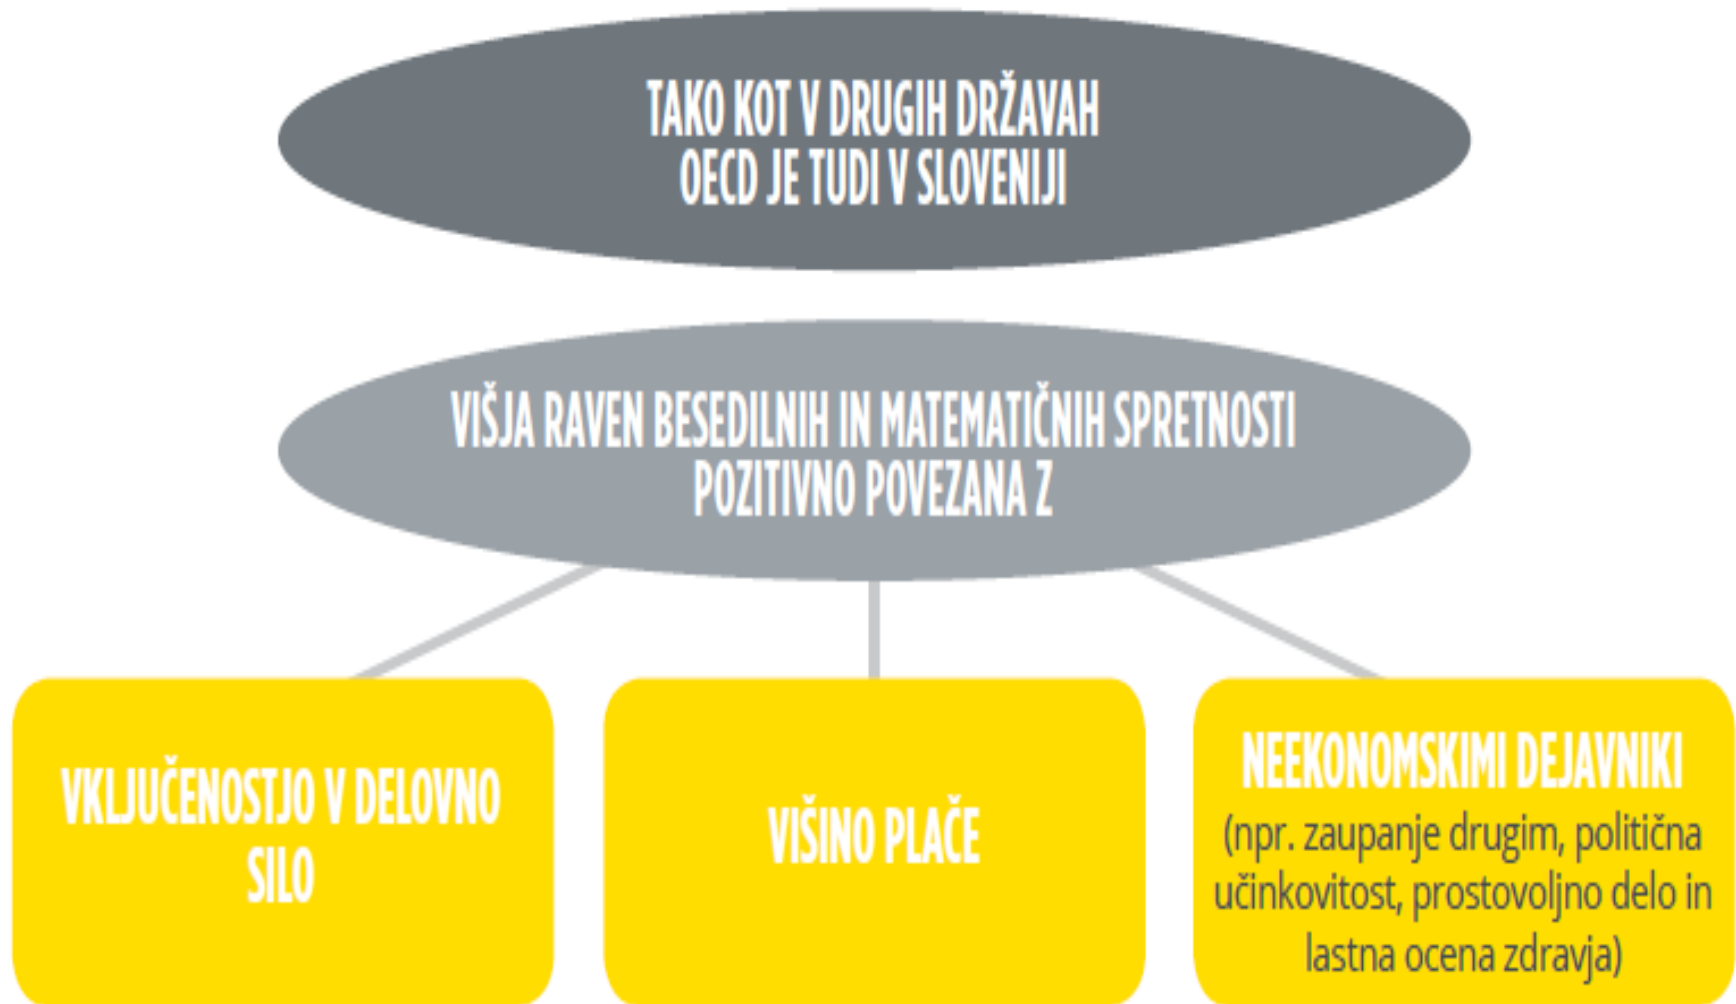 TAKO KOT V DRUGIH DRŽAVAH
OECD JE TUDI V SLOVENIJI
VIŠJA RAVEN BESEDILNIH IN MATEMATIČNIH SPRETNOSTI
POZITIVNO POVEZANA Z
VKLJUČENOSTJO V DELOVNO
SILO
VIŠINO PLAČE
NEEKONOMSKIMI DEJAVNIKI
(npr. zaupanje drugim, politična
učinkovitost, prostovoljno delo in
lastna ocena zdravja)